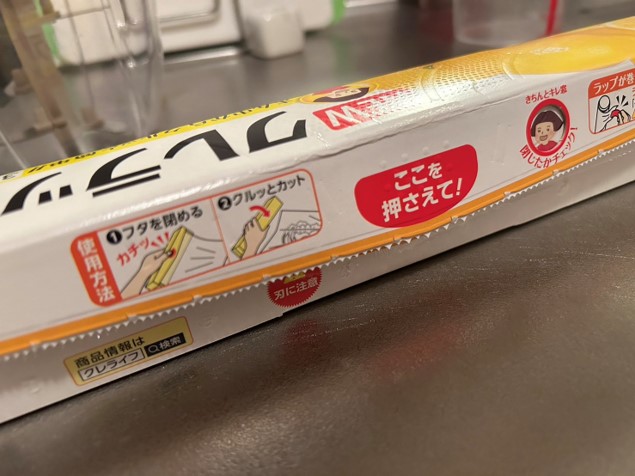 クレラップ
使用方法
❶フタを閉める
カチッ
❷クルッとカット
ここを
押さえて!
きちんとキレ窓
閉じたかチェック!
ラップが巻
刃に注意
商品情報は
クレライフ 検索